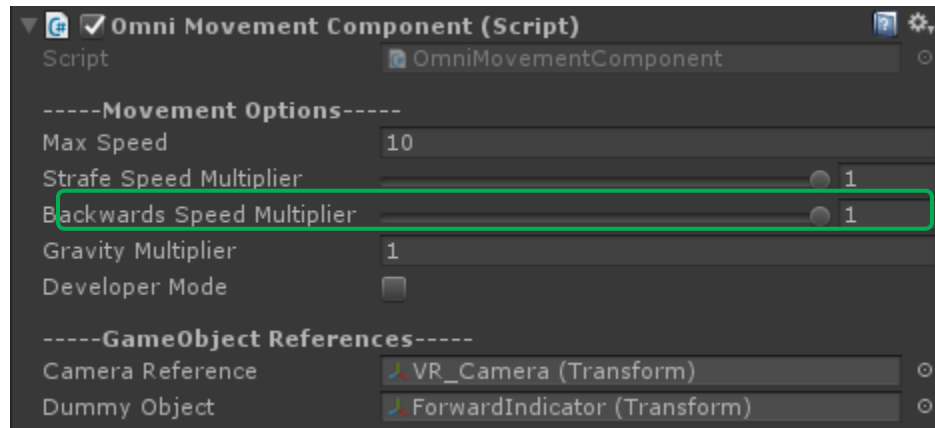 Omni Movement Component (Script)
Script OmniMovementComponent
-----Movement Options-----
Max Speed 10
Strafe Speed Multiplier 1
Backwards Speed Multiplier 1
Gravity Multiplier 1
Developer Mode
-----GameObject References-----
Camera Reference VR_Camera (Transform)
Dummy Object ForwardIndicator (Transform)